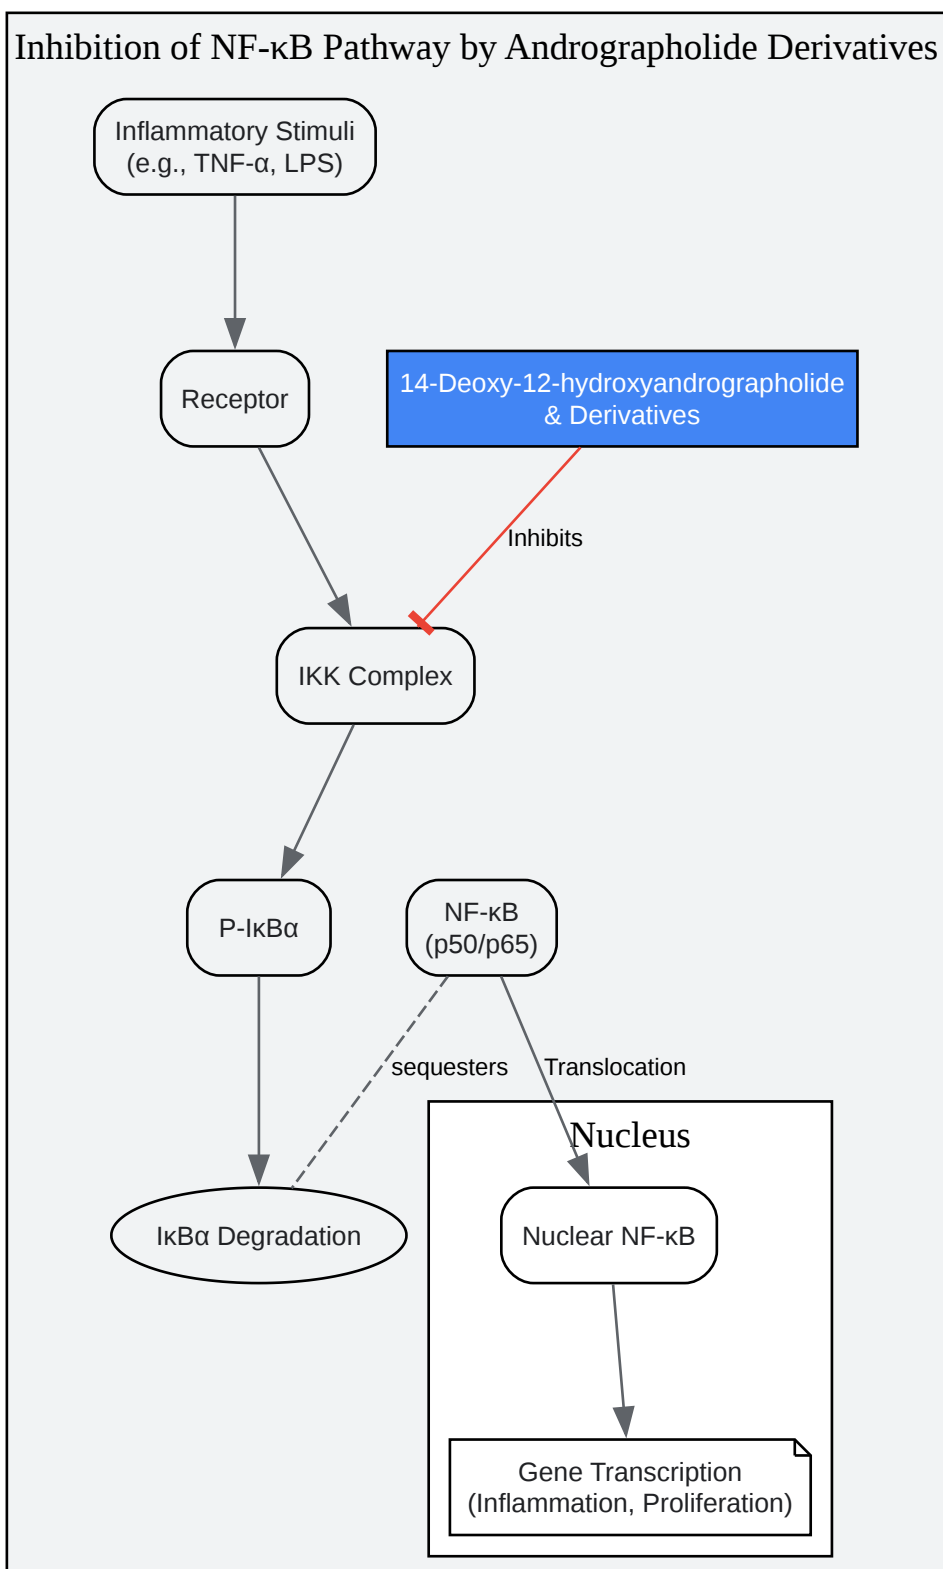 Inhibition of NF-κB Pathway by Andrographolide Derivatives
Inflammatory Stimuli
(e.g., TNF-α, LPS)
Receptor
14-Deoxy-12-hydroxyandrographolide
& Derivatives
Inhibits
IKK Complex
P-IκBα
NF-κB
(p50/p65)
sequesters
Translocation
Nucleus
IκBα Degradation
Nuclear NF-κB
Gene Transcription
(Inflammation, Proliferation)